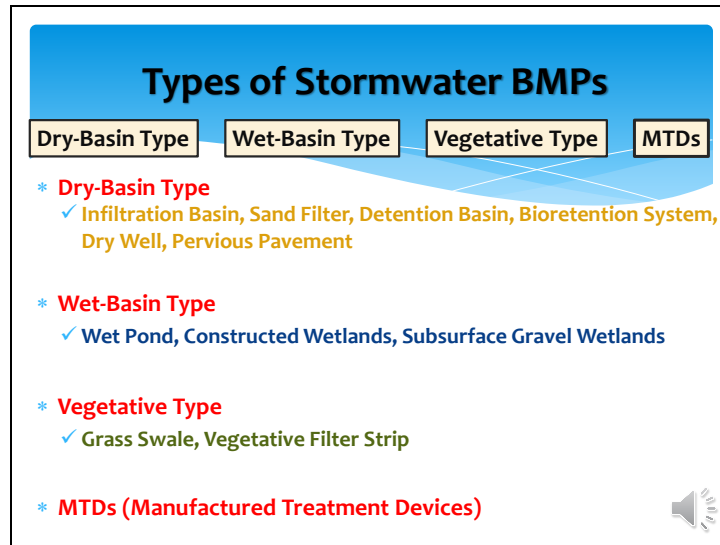 Types of Stormwater BMPs
Dry-Basin Type Wet-Basin Type Vegetative Type MTDs
* Dry-Basin Type
✓ Infiltration Basin, Sand Filter, Detention Basin, Bioretention System,
Dry Well, Pervious Pavement
* Wet-Basin Type
✓ Wet Pond, Constructed Wetlands, Subsurface Gravel Wetlands
* Vegetative Type
✓ Grass Swale, Vegetative Filter Strip
* MTDs (Manufactured Treatment Devices)